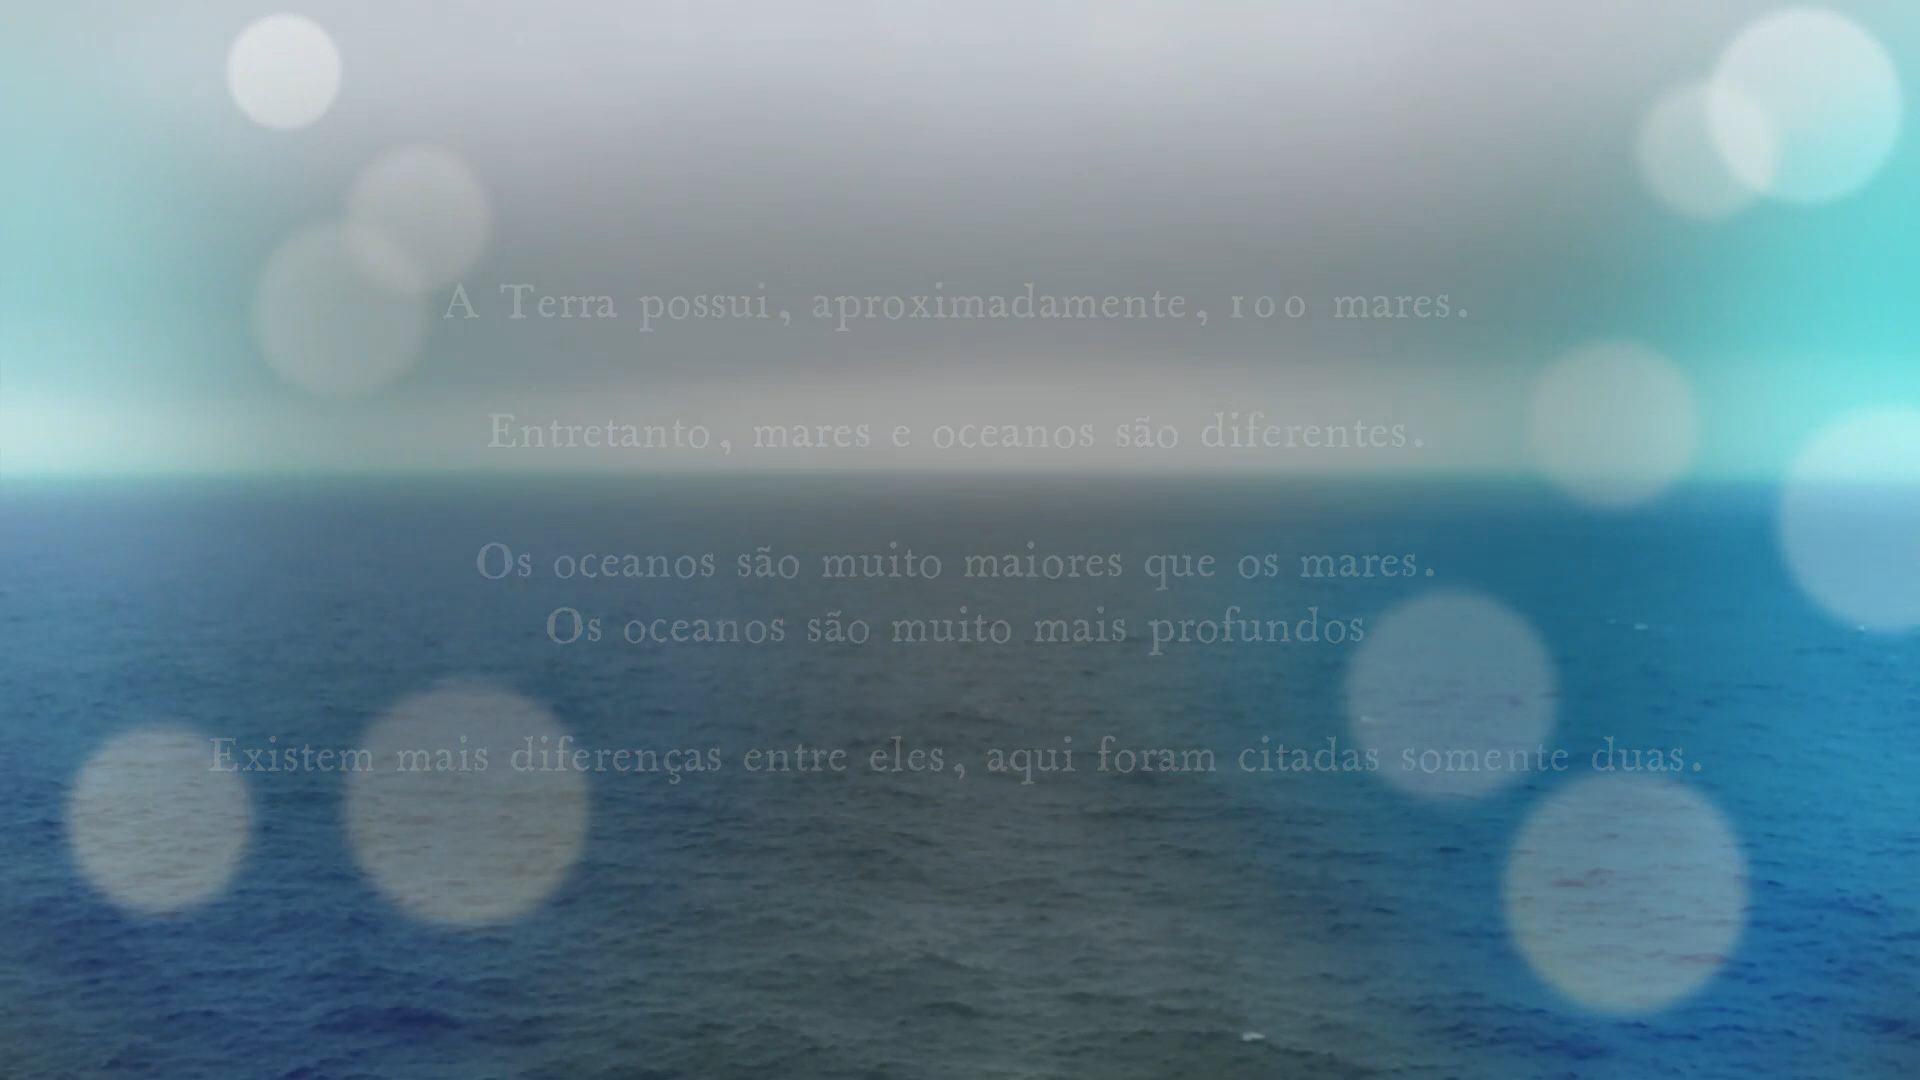 A Terra possui, aproximadamente, 100 mares.
Entretanto, mares e oceanos são diferentes.
Os oceanos são muito maiores que os mares.
Os oceanos são muito mais profundos
Existem mais diferenças entre eles, aqui foram citadas somente duas.